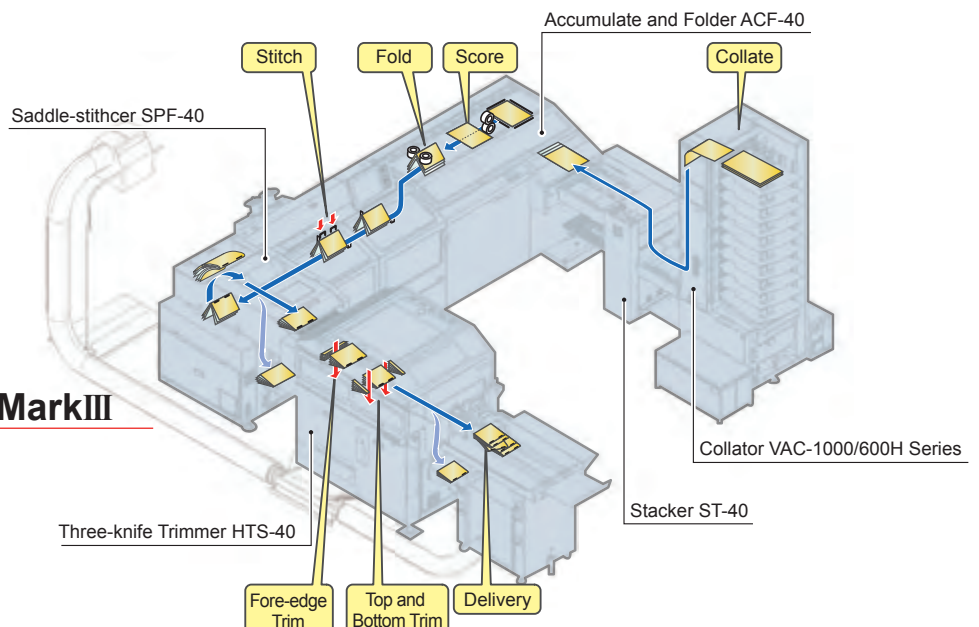 Accumulate and Folder ACF-40
Stitch
Fold
Score
Collate
Saddle-stithcer SPF-40
MarkⅢ
Collator VAC-1000/600H Series
Stacker ST-40
Three-knife Trimmer HTS-40
Fore-edge
Trim
Top and
Bottom Trim
Delivery